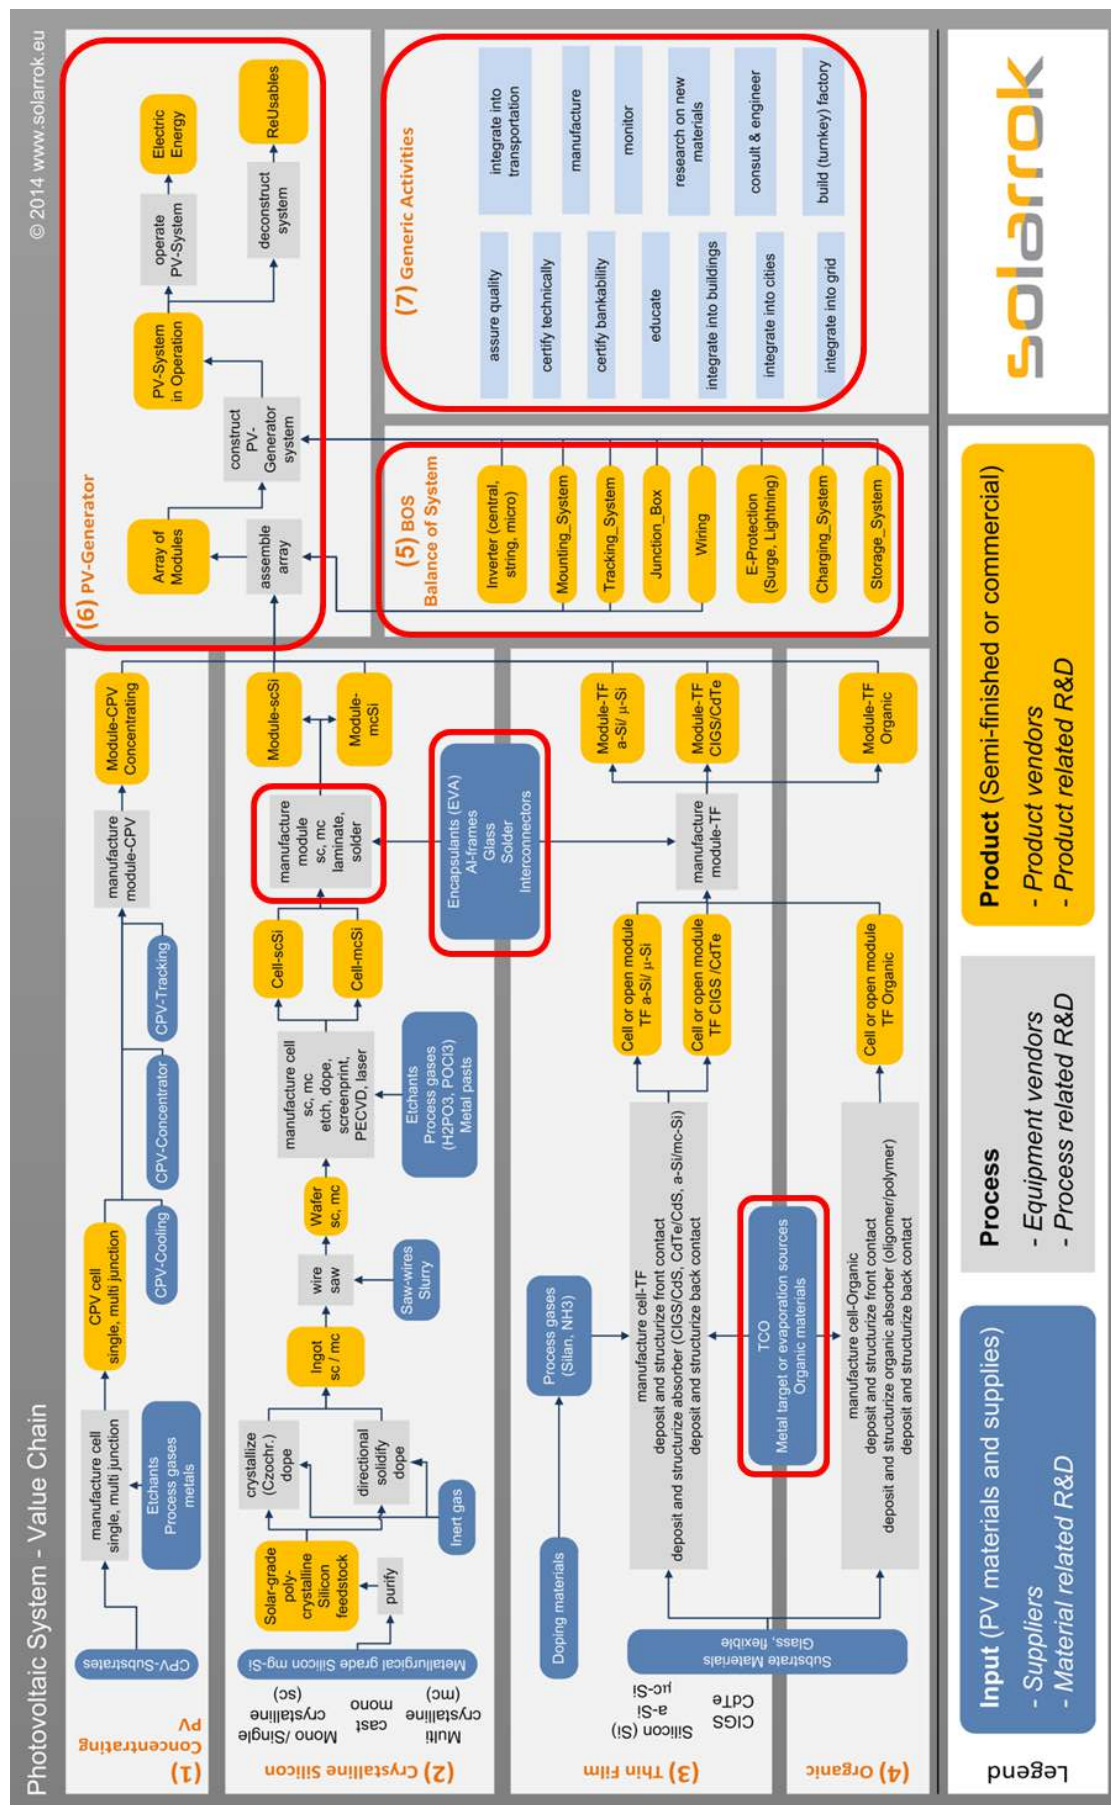 Photovoltaic System - Value Chain
© 2014 www.solarrok.eu
(1)
Concentrating
PV
CPV-Substrates
manufacture cell
single, multi junction
Etchants
Process gases
metals
CPV cell
single, multi junction
CPV-Cooling
CPV-Concentrator
CPV-Tracking
manufacture
module-CPV
Module-CPV
Concentrating
(2) Crystalline Silicon
Mono/Single
crystalline
(sc)
cast
mono
Multi
crystalline
(mc)
Metallurgical grade Silicon mg-Si
purify
Solar-grade
poly-
crystalline
Silicon
feedstock
Inert gas
crystallize
(Czochr.)
dope
directional
solidify
dope
Ingot
sc / mc
wire
saw
Saw-wires
Slurry
Wafer
sc, mc
manufacture cell
sc, mc
etch, dope,
screenprint,
PECVD, laser
Etchants
Process gases
(H2PO3, POCl3)
Metal pasts
Cell-scSi
Cell-mcSi
manufacture
module
sc, mc
laminate,
solder
Encapsulants (EVA)
Al-frames
Glass
Solder
Interconnectors
Module-scSi
Module-
mcSi
(3) Thin Film
Silicon (Si)
a-Si
µc-Si
CIGS
CdTe
Doping materials
Process gases
(Silan, NH3)
Substrate Materials
Glass, flexible
manufacture cell-TF
deposit and structurize front contact
deposit and structurize absorber (CIGS/CdS, CdTe/CdS, a-Si/mc-Si)
deposit and structurize back contact
TCO
Metal target or evaporation sources
Organic materials
Cell or open module
TF a-Si/ µ-Si
Cell or open module
TF CIGS /CdTe
manufacture
module-TF
Module-TF
a-Si/ µ-Si
Module-TF
CIGS/CdTe
(4) Organic
manufacture cell-Organic
deposit and structurize front contact
deposit and structurize organic absorber (oligomer/polymer)
deposit and structurize back contact
Cell or open module
TF Organic
Module-TF
Organic
(5) BOS
Balance of System
Inverter (central,
string, micro)
Mounting_System
Tracking_System
Junction_Box
Wiring
E-Protection
(Surge, Lightning)
Charging_System
Storage_System
(6) PV-Generator
assemble
array
Array of
Modules
construct
PV-
Generator
system
PV-System
in Operation
operate
PV-System
Electric
Energy
deconstruct
system
ReUsables
(7) Generic Activities
assure quality
certify technically
certify bankability
educate
integrate into buildings
integrate into cities
integrate into grid
integrate into
transportation
manufacture
monitor
research on new
materials
consult & engineer
build (turnkey) factory
Legend
Input (PV materials and supplies)
- Suppliers
- Material related R&D
Process
- Equipment vendors
- Process related R&D
Product (Semi-finished or commercial)
- Product vendors
- Product related R&D
solarrok